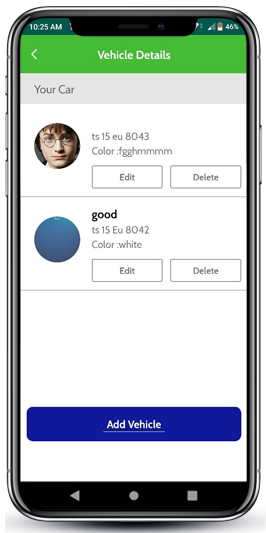 10:25 AM 46%
Vehicle Details
Your Car
ts 15 eu 8043
Color :fgghmmmm
Edit Delete
good
ts 15 Eu 8042
Color :white
Edit Delete
Add Vehicle